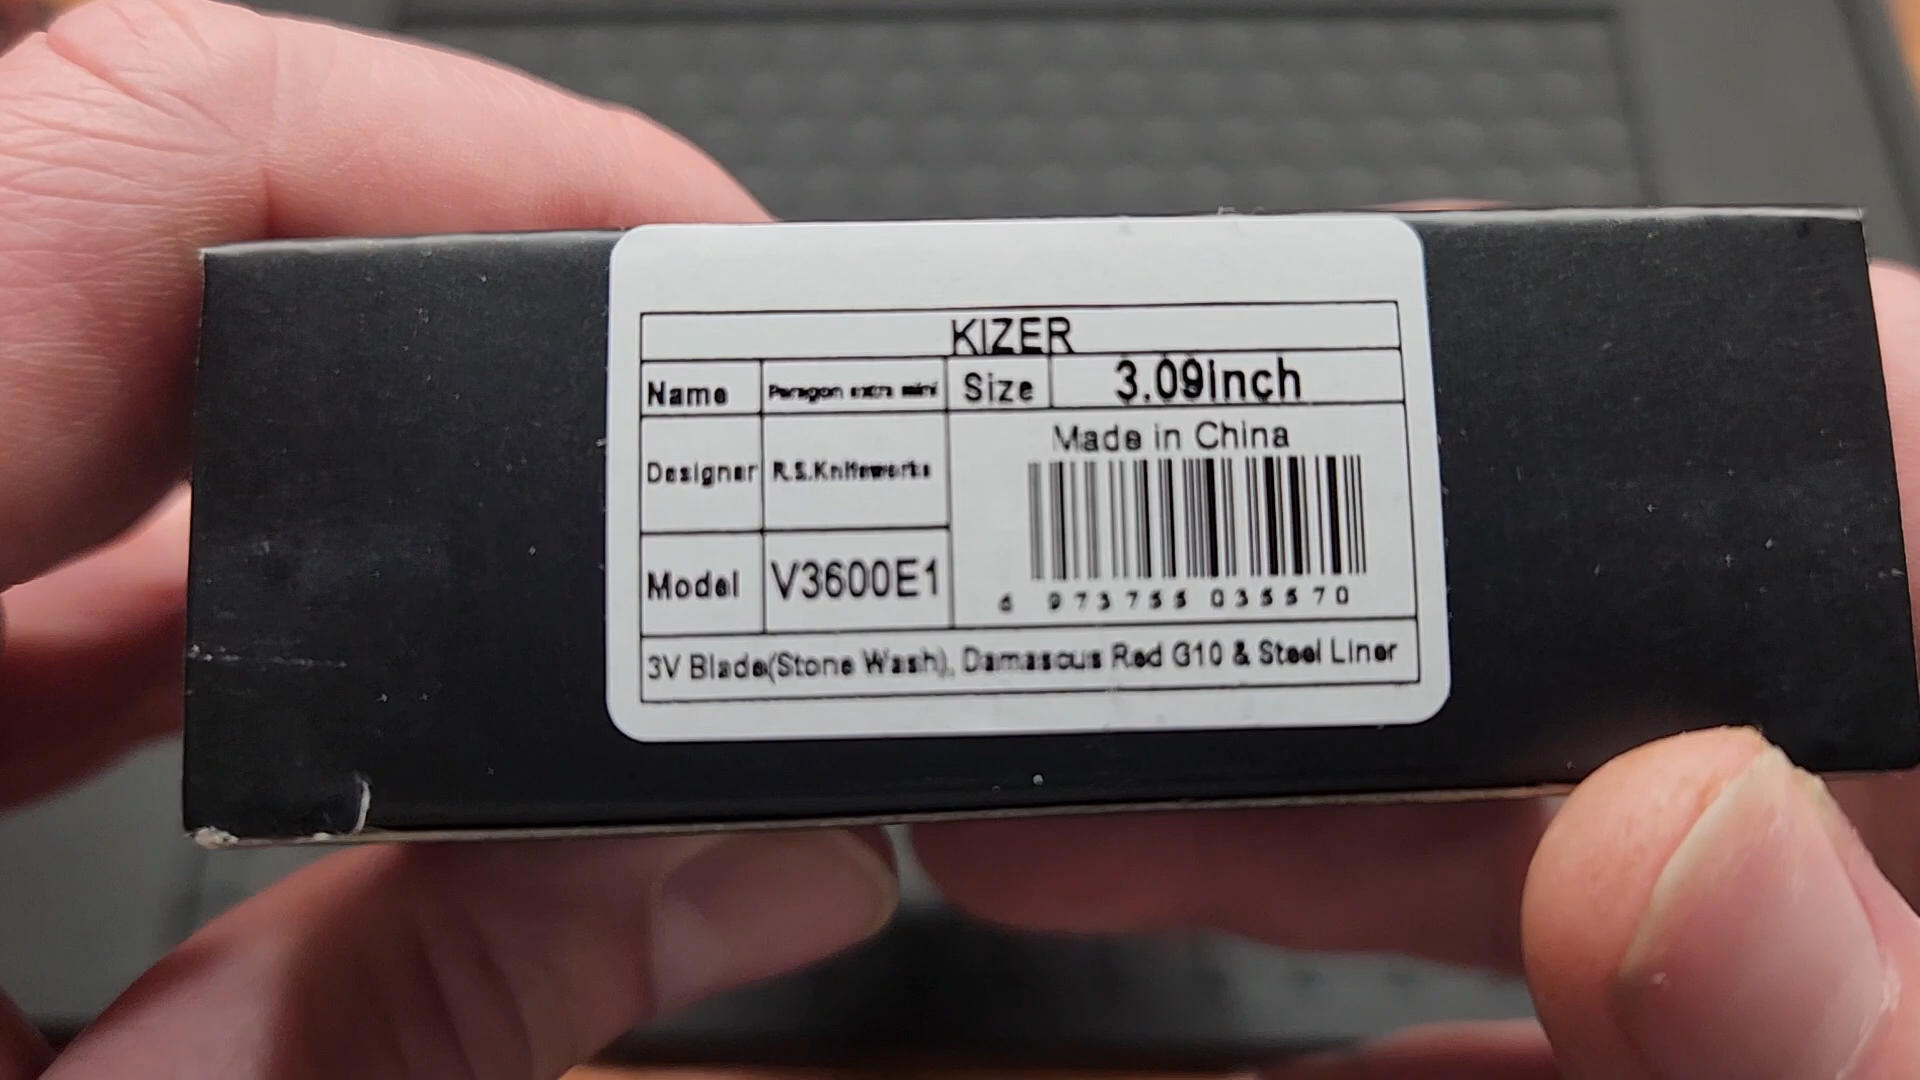 KIZER
Name Paragon extra mini Size 3.09inch
Made in China
Designer R.S.Knifeworks
Model V3600E1
6 973755 035570
3V Blade(Stone Wash), Damascus Red G10 & Steel Liner